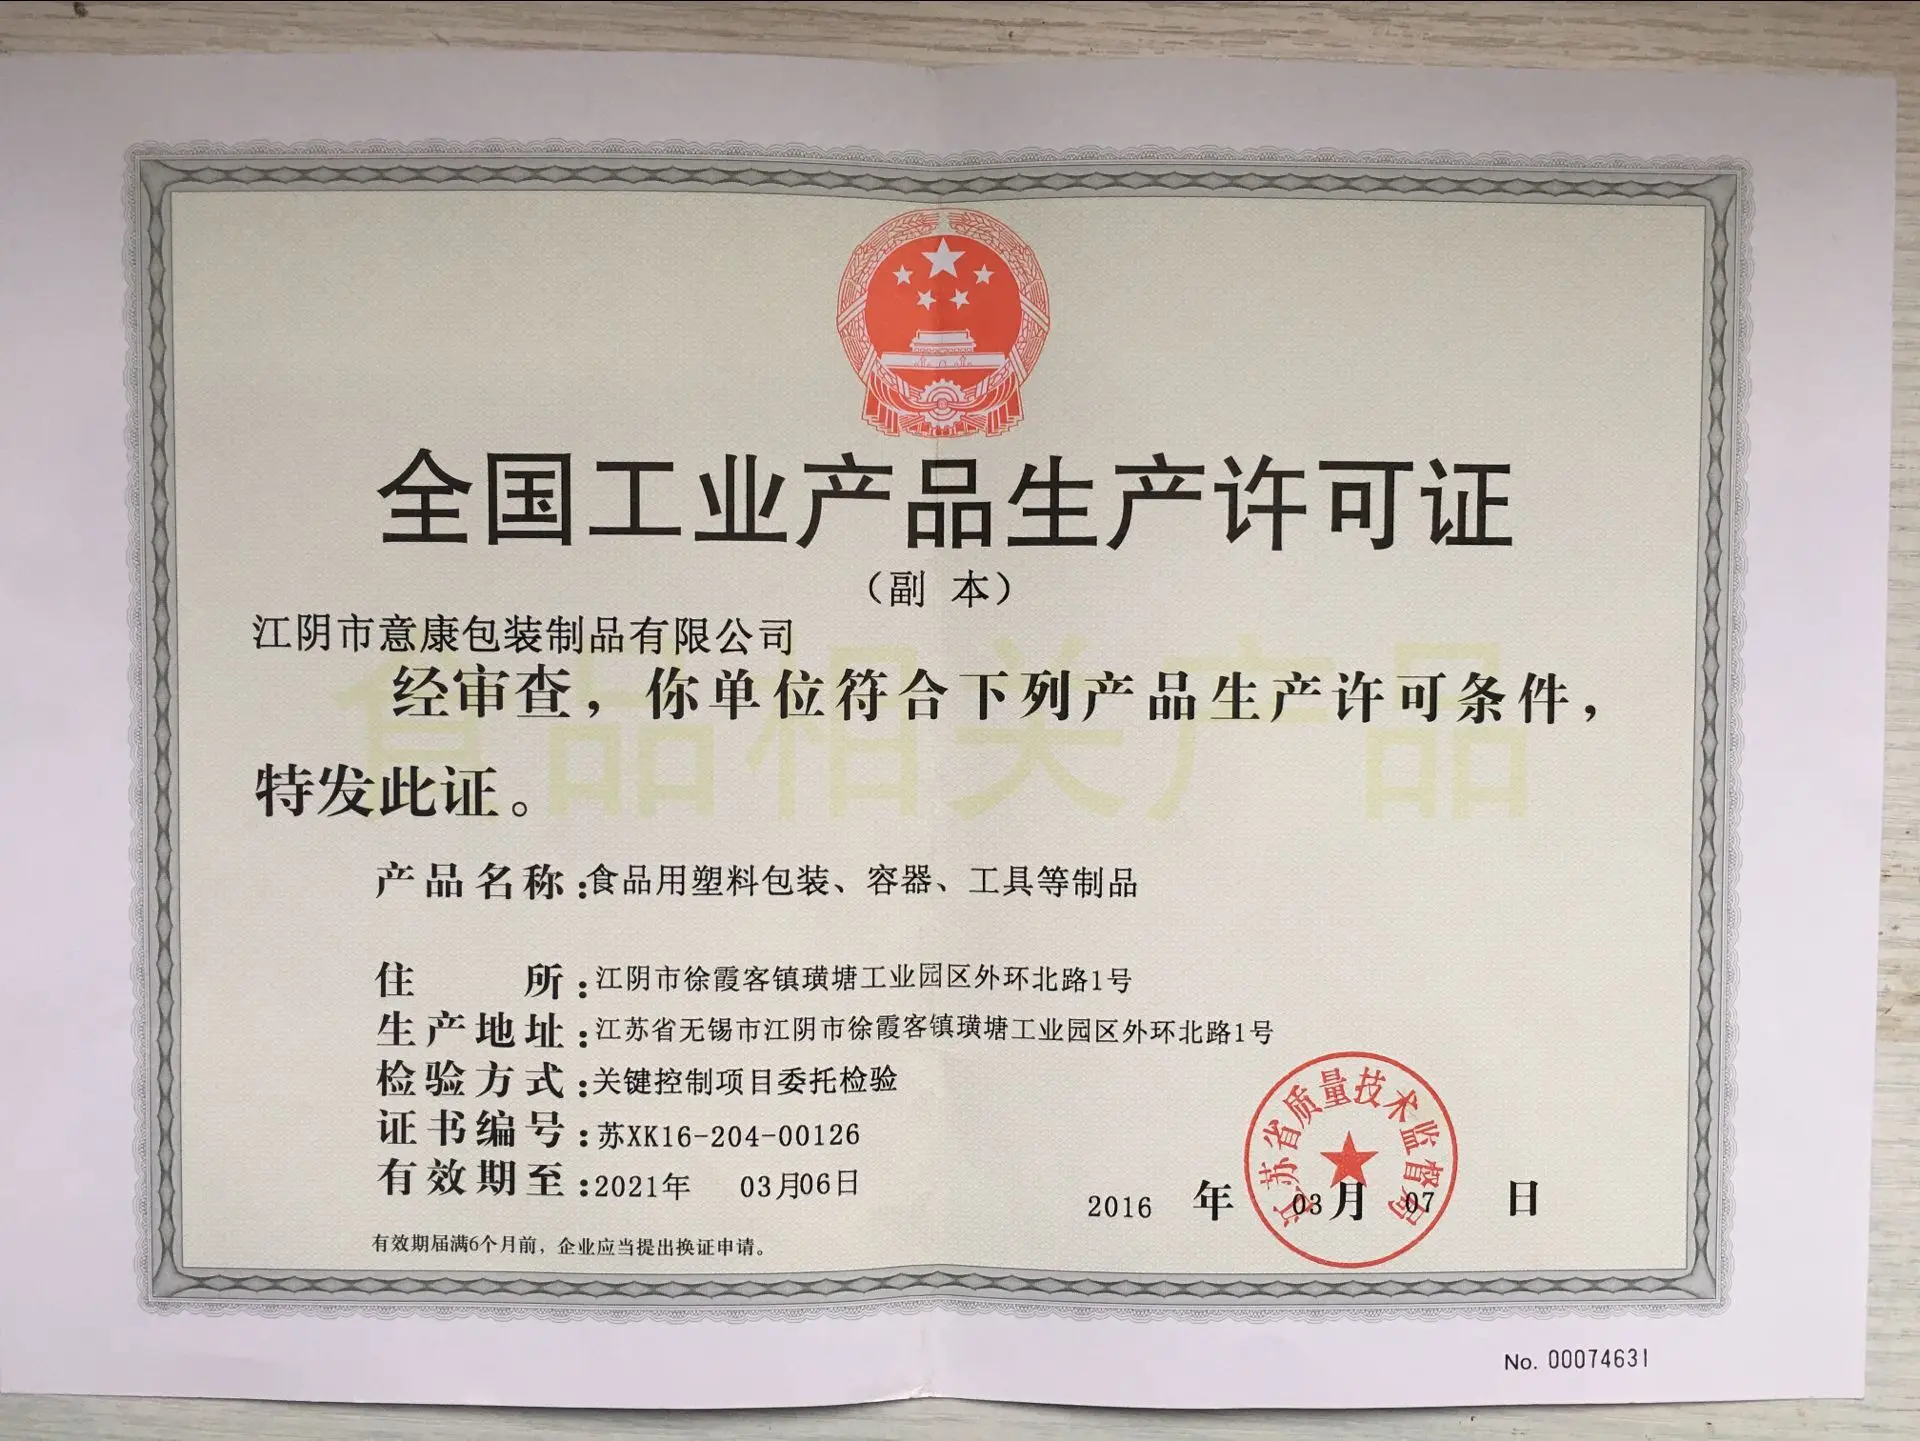 全国工业产品生产许可证
（副 本）
江阴市意康包装制品有限公司
食品相关产品
经审查，你单位符合下列产品生产许可条件，
特发此证。
产品名称：食品用塑料包装、容器、工具等制品
住 所：江阴市徐霞客镇璜塘工业园区外环北路1号
生产地址：江苏省无锡市江阴市徐霞客镇璜塘工业园区外环北路1号
检验方式：关键控制项目委托检验
证书编号：苏XK16-204-00126
有效期至：2021年 03月06日
江苏省质量技术监督局
2016 年 03 月 07 日
有效期届满6个月前，企业应当提出换证申请。
No. 00074631